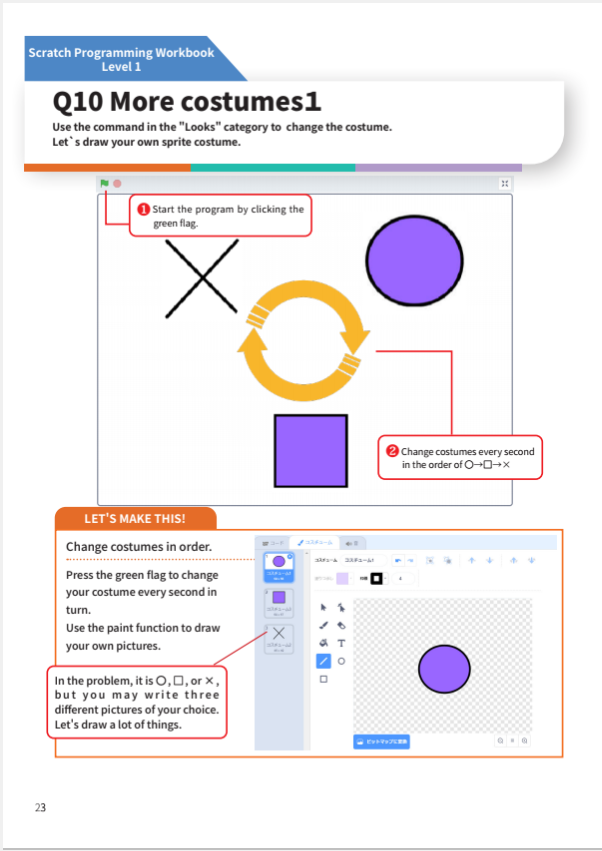 Scratch Programming Workbook
Level 1
Q10 More costumes1
Use the command in the "Looks" category to change the costume.
Let`s draw your own sprite costume.
❶ Start the program by clicking the
green flag.
❷ Change costumes every second
in the order of ○→□→×
LET'S MAKE THIS!
Change costumes in order.
Press the green flag to change
your costume every second in
turn.
Use the paint function to draw
your own pictures.
In the problem, it is ○, □, or ×,
but you may write three
different pictures of your choice.
Let's draw a lot of things.
コード
コスチューム
音
コスチューム
コスチューム1
4
T
ビットマップに変換
23